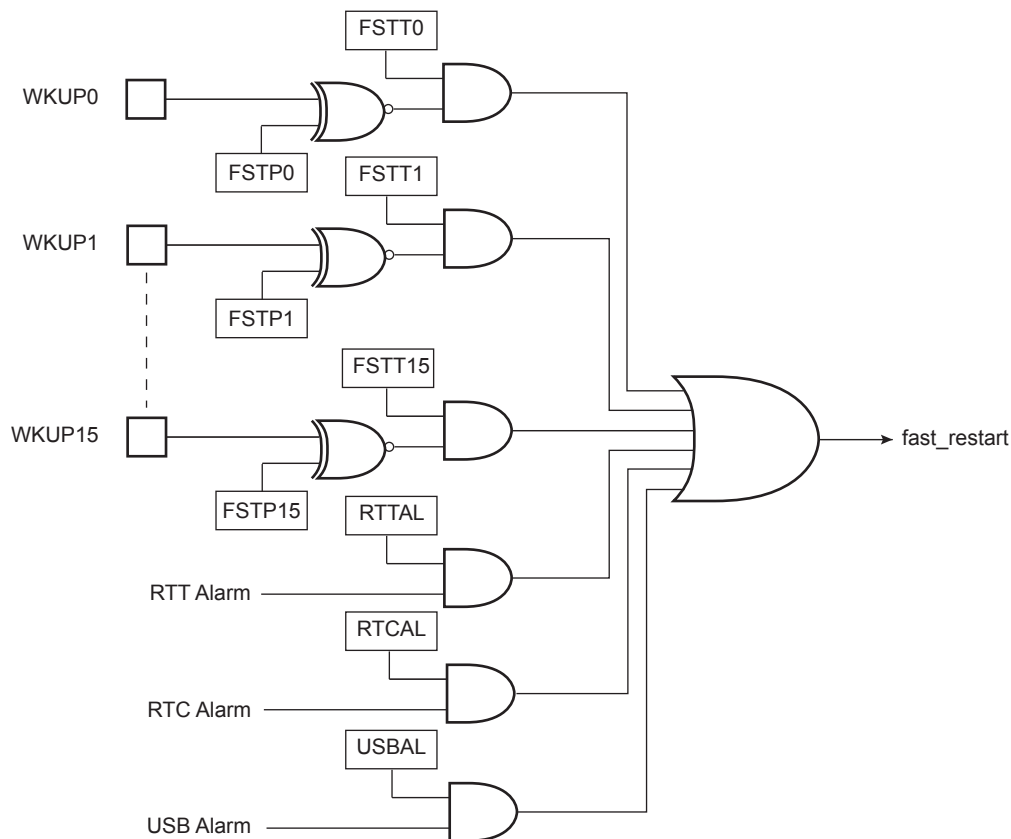 FSTT0
WKUP0
FSTP0
FSTT1
WKUP1
FSTP1
FSTT15
WKUP15
fast_restart
FSTP15
RTTAL
RTT Alarm
RTCAL
RTC Alarm
USBAL
USB Alarm